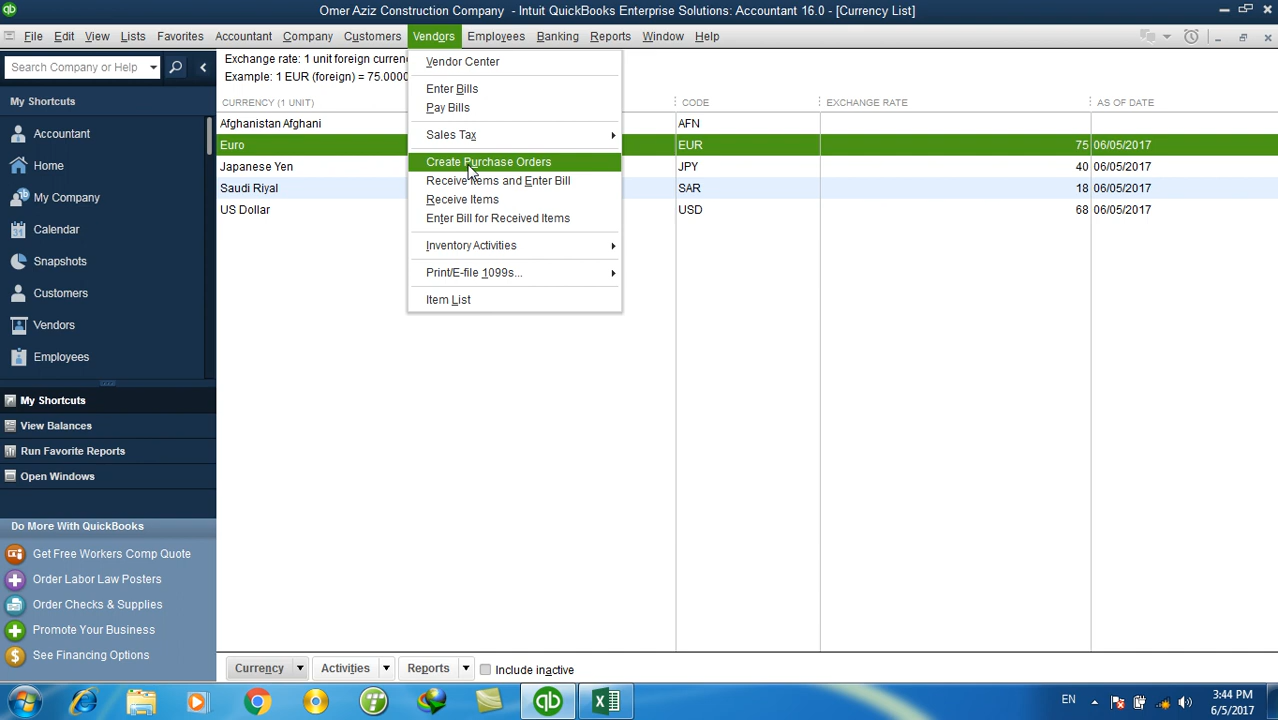 Omer Aziz Construction Company - Intuit QuickBooks Enterprise Solutions: Accountant 16.0 - [Currency List]
File Edit View Lists Favorites Accountant Company Customers Vendors Employees Banking Reports Window Help
Search Company or Help
My Shortcuts
Accountant
Home
My Company
Calendar
Snapshots
Customers
Vendors
Employees
My Shortcuts
View Balances
Run Favorite Reports
Open Windows
Do More With QuickBooks
Get Free Workers Comp Quote
Order Labor Law Posters
Order Checks & Supplies
Promote Your Business
See Financing Options
Exchange rate: 1 unit foreign
Example: 1 EUR (foreign) = 75.0000
CURRENCY (1 UNIT) CODE EXCHANGE RATE AS OF DATE
Afghanistan Afghani AFN
Euro EUR 75 06/05/2017
Japanese Yen JPY 40 06/05/2017
Saudi Riyal SAR 18 06/05/2017
US Dollar USD 68 06/05/2017
Vendor Center
Enter Bills
Pay Bills
Sales Tax
Create Purchase Orders
Receive Items and Enter Bill
Receive Items
Enter Bill for Received Items
Inventory Activities
Print/E-file 1099s...
Item List
Currency Activities Reports Include inactive
EN
3:44 PM
6/5/2017